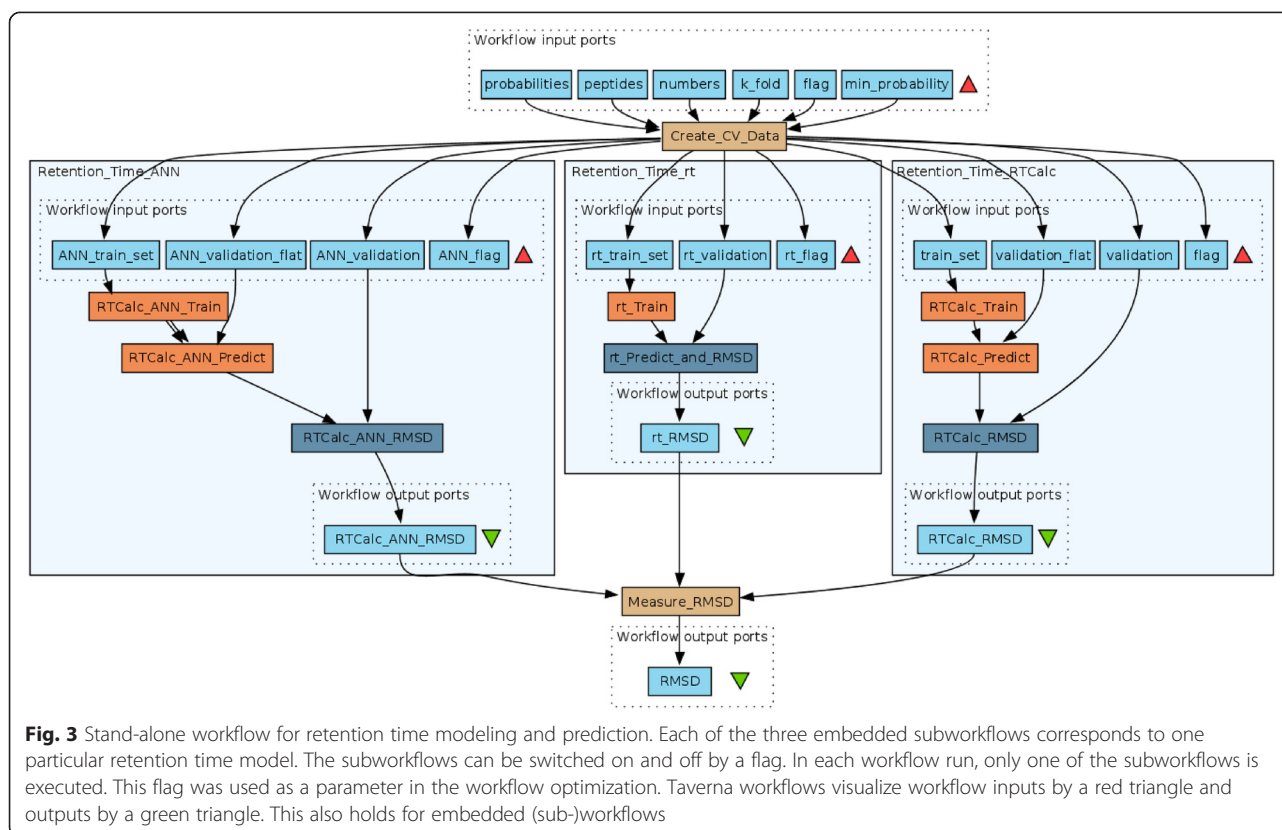 Workflow input ports
probabilities peptides numbers k_fold flag min_probability
Create_CV_Data
Retention_Time_ANN
Workflow input ports
ANN_train_set ANN_validation_flat ANN_validation ANN_flag
RTCalc_ANN_Train
RTCalc_ANN_Predict
RTCalc_ANN_RMSD
Workflow output ports
RTCalc_ANN_RMSD
Retention_Time_rt
Workflow input ports
rt_train_set rt_validation rt_flag
rt_Train
rt_Predict_and_RMSD
Workflow output ports
rt_RMSD
Retention_Time_RTCalc
Workflow input ports
train_set validation_flat validation flag
RTCalc_Train
RTCalc_Predict
RTCalc_RMSD
Workflow output ports
RTCalc_RMSD
Measure_RMSD
Workflow output ports
RMSD
Fig. 3 Stand-alone workflow for retention time modeling and prediction. Each of the three embedded subworkflows corresponds to one
particular retention time model. The subworkflows can be switched on and off by a flag. In each workflow run, only one of the subworkflows is
executed. This flag was used as a parameter in the workflow optimization. Taverna workflows visualize workflow inputs by a red triangle and
outputs by a green triangle. This also holds for embedded (sub-)workflows